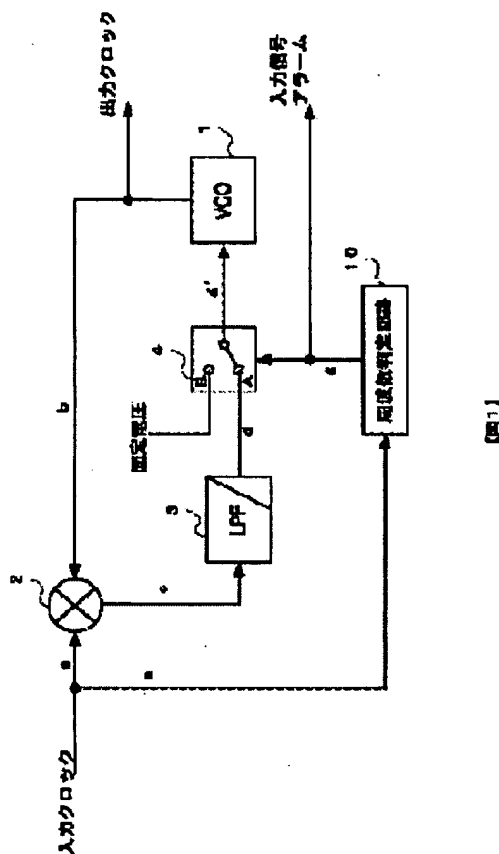 入力クロック
a
a
2
b
c
3
LPF
d
固定電圧
4
B
A
d'
VCO
1
出力クロック
入力信号
アラーム
10
周波数判定回路
【図1】